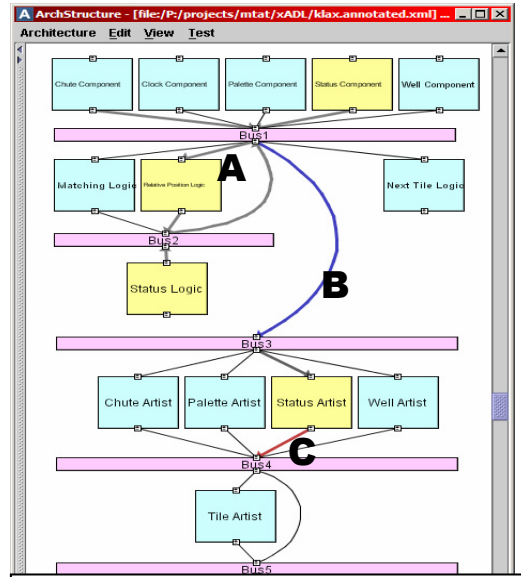 ArchStructure - [file:/P:/projects/mtat/xADL/klax.annotated.xml] ...
Architecture Edit View Test
Chute Component Clock Component Palette Component Status Component Well Component
Bus1
A
Matching Logic Relative Position Logic Next Tile Logic
Bus2
Status Logic
B
Bus3
Chute Artist Palette Artist Status Artist Well Artist
C
Bus4
Tile Artist
Bus5